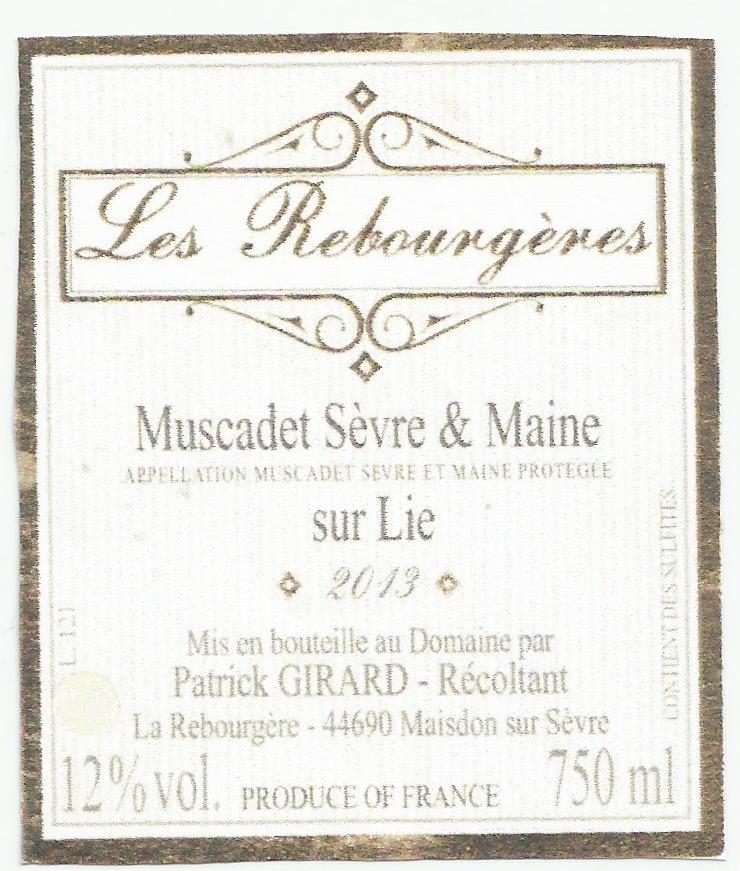 Les Rebourgères
Muscadet Sèvre & Maine
APPELLATION MUSCADET SEVRE ET MAINE PROTEGEE
sur Lie
2013
Mis en bouteille au Domaine par
Patrick GIRARD - Récoltant
La Rebourgère - 44690 Maisdon sur Sèvre
12% vol. PRODUCE OF FRANCE 750 ml
L. 121
CONTIENT DES SULFITES